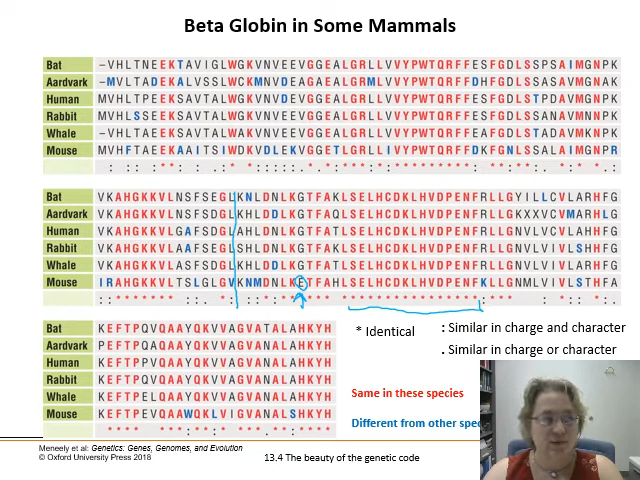 Beta Globin in Some Mammals
Bat –VHLTNEEKTAVIGLWGKVNVEEVGGEALGRLLVVYPWTQRFFESFGDLSSPSAIMGNPK
Aardvark –MVLTADEKALVSSLWCKMNVDEAGAEALGRMLVVYPWTQRFFDHFGDLSSASAVMGNAK
Human MVHLTPEEKSAVTALWGKVNVDEVGGEALGRLLVVYPWTQRFFESFGDLSTPDAVMGNPK
Rabbit MVHLSSEEKSAVTALWGKVNVEEVGGEALGRLLVVYPWTQRFFESFGDLSSANAVMNNPK
Whale –VHLTAEEKSAVTALWAKVNVEEVGGEALGRLLVVYPWTQRFFEAFGDLSTADAVMKNPK
Mouse MVHFTAEEKAAITSIWDKVDLEKVGGETLGRLLIVYPWTQRFFDKFGNLSSALAIMGNPR
Bat VKAHGKKVLNSFSEGLKNLDNLKGTFAKLSELHCDKLHVDPENFRLLGYILLCVLARHFG
Aardvark VKAHGKKVLNSFSDGLKHLDDLKGTFAQLSELHCDKLHVDPENFRLLGKXXVCVMARHLG
Human VKAHGKKVLGAFSDGLAHLDNLKGTFATLSELHCDKLHVDPENFRLLGNVLVCVLARHFG
Rabbit VKAHGKKVLAAFSEGLSHLDNLKGTFAKLSELHCDKLHVDPENFRLLGNVLVIVLSHHFG
Whale VKAHGKKVLASFSDGLKHLDDLKGTFATLSELHCDKLHVDPENFRLLGNVLVIVLARHFG
Mouse IRAHGKKVLTSLGLGVKNMDNLKETFAHLSELHCDKLHVDPENFKLLGNMLVIVLSTHFA
Bat KEFTPQVQAAYQKVVAGVATALAHKYH
Aardvark PEFTPQAQAAYQKVVAGVANALAHKYH
Human KEFTPPVQAAYQKVVAGVANALAHKYH
Rabbit KEFTPQVQAAYQKVVAGVANALAHKYH
Whale KEFTPELQAAYQKVVAGVANALAHKYH
Mouse KEFTPEVQAAWQKLVIGVANALSHKYH
* Identical
: Similar in charge and character
. Similar in charge or character
Same in these species
Different from other spec
Meneely et al: Genetics: Genes, Genomes, and Evolution
© Oxford University Press 2018
13.4 The beauty of the genetic code